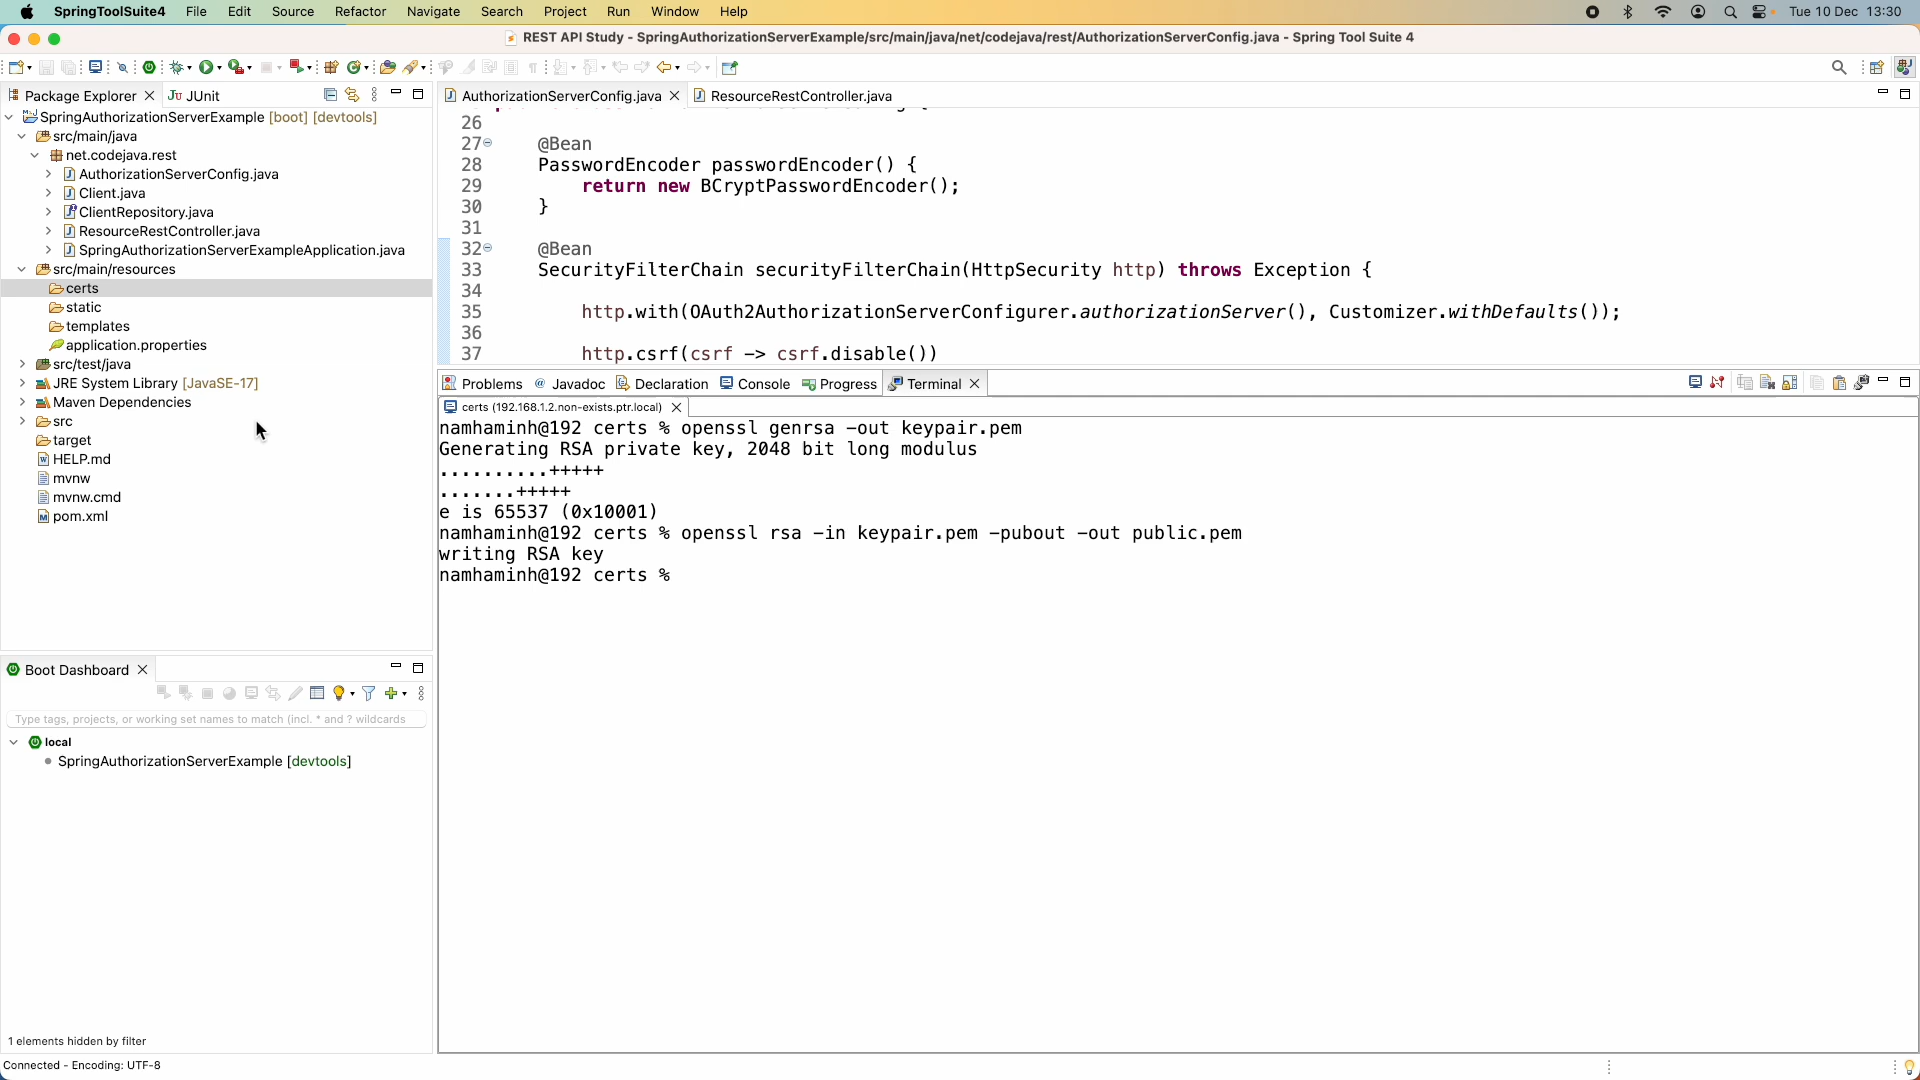 SpringToolSuite4 File Edit Source Refactor Navigate Search Project Run Window Help Tue 10 Dec 13:30
REST API Study - SpringAuthorizationServerExample/src/main/java/net/codejava/rest/AuthorizationServerConfig.java - Spring Tool Suite 4
Package Explorer
JUnit
SpringAuthorizationServerExample [boot] [devtools]
src/main/java
net.codejava.rest
AuthorizationServerConfig.java
Client.java
ClientRepository.java
ResourceRestController.java
SpringAuthorizationServerExampleApplication.java
src/main/resources
certs
static
templates
application.properties
src/test/java
JRE System Library [JavaSE-17]
Maven Dependencies
src
target
HELP.md
mvnw
mvnw.cmd
pom.xml
Boot Dashboard
Type tags, projects, or working set names to match (incl. * and ? wildcards
local
SpringAuthorizationServerExample [devtools]
1 elements hidden by filter
AuthorizationServerConfig.java
ResourceRestController.java
26
27 @Bean
28 PasswordEncoder passwordEncoder() {
29 return new BCryptPasswordEncoder();
30 }
31
32 @Bean
33 SecurityFilterChain securityFilterChain(HttpSecurity http) throws Exception {
34
35 http.with(OAuth2AuthorizationServerConfigurer.authorizationServer(), Customizer.withDefaults());
36
37 http.csrf(csrf -> csrf.disable())
Problems Javadoc Declaration Console Progress Terminal
certs (192.168.1.2.non-exists.ptr.local)
namhaminh@192 certs % openssl genrsa -out keypair.pem
Generating RSA private key, 2048 bit long modulus
..........+++++
.......+++++
e is 65537 (0x10001)
namhaminh@192 certs % openssl rsa -in keypair.pem -pubout -out public.pem
writing RSA key
namhaminh@192 certs %
Connected - Encoding: UTF-8